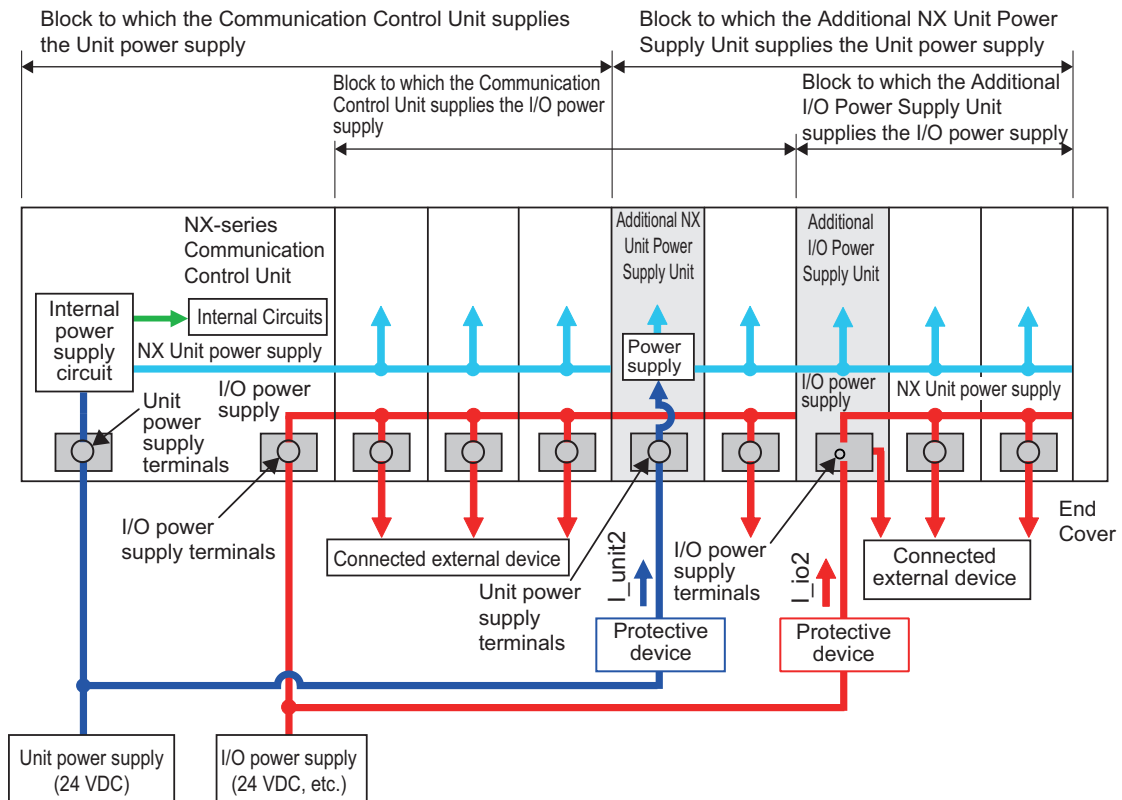 Block to which the Communication Control Unit supplies
the Unit power supply
Block to which the Additional NX Unit Power
Supply Unit supplies the Unit power supply
Block to which the Communication
Control Unit supplies the I/O power
supply
Block to which the Additional
I/O Power Supply Unit
supplies the I/O power supply
NX-series
Communication
Control Unit
Additional NX
Unit Power
Supply Unit
Additional
I/O Power
Supply Unit
Internal
power
supply
circuit
Internal Circuits
NX Unit power supply
Power
supply
I/O power
supply
I/O power
supply
NX Unit power supply
Unit
power
supply
terminals
I/O power
supply terminals
Connected external device
Unit power
supply
terminals
I_unit2
I/O power
supply
terminals
I_io2
Connected
external device
End
Cover
Protective
device
Protective
device
Unit power supply
(24 VDC)
I/O power supply
(24 VDC, etc.)